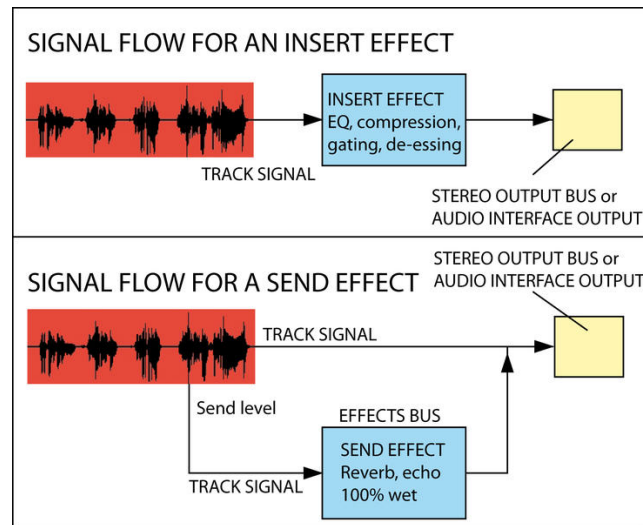 SIGNAL FLOW FOR AN INSERT EFFECT
INSERT EFFECT
EQ, compression,
gating, de-essing
TRACK SIGNAL
STEREO OUTPUT BUS or
AUDIO INTERFACE OUTPUT
STEREO OUTPUT BUS or
AUDIO INTERFACE OUTPUT
SIGNAL FLOW FOR A SEND EFFECT
TRACK SIGNAL
Send level
EFFECTS BUS
SEND EFFECT
Reverb, echo
100% wet
TRACK SIGNAL